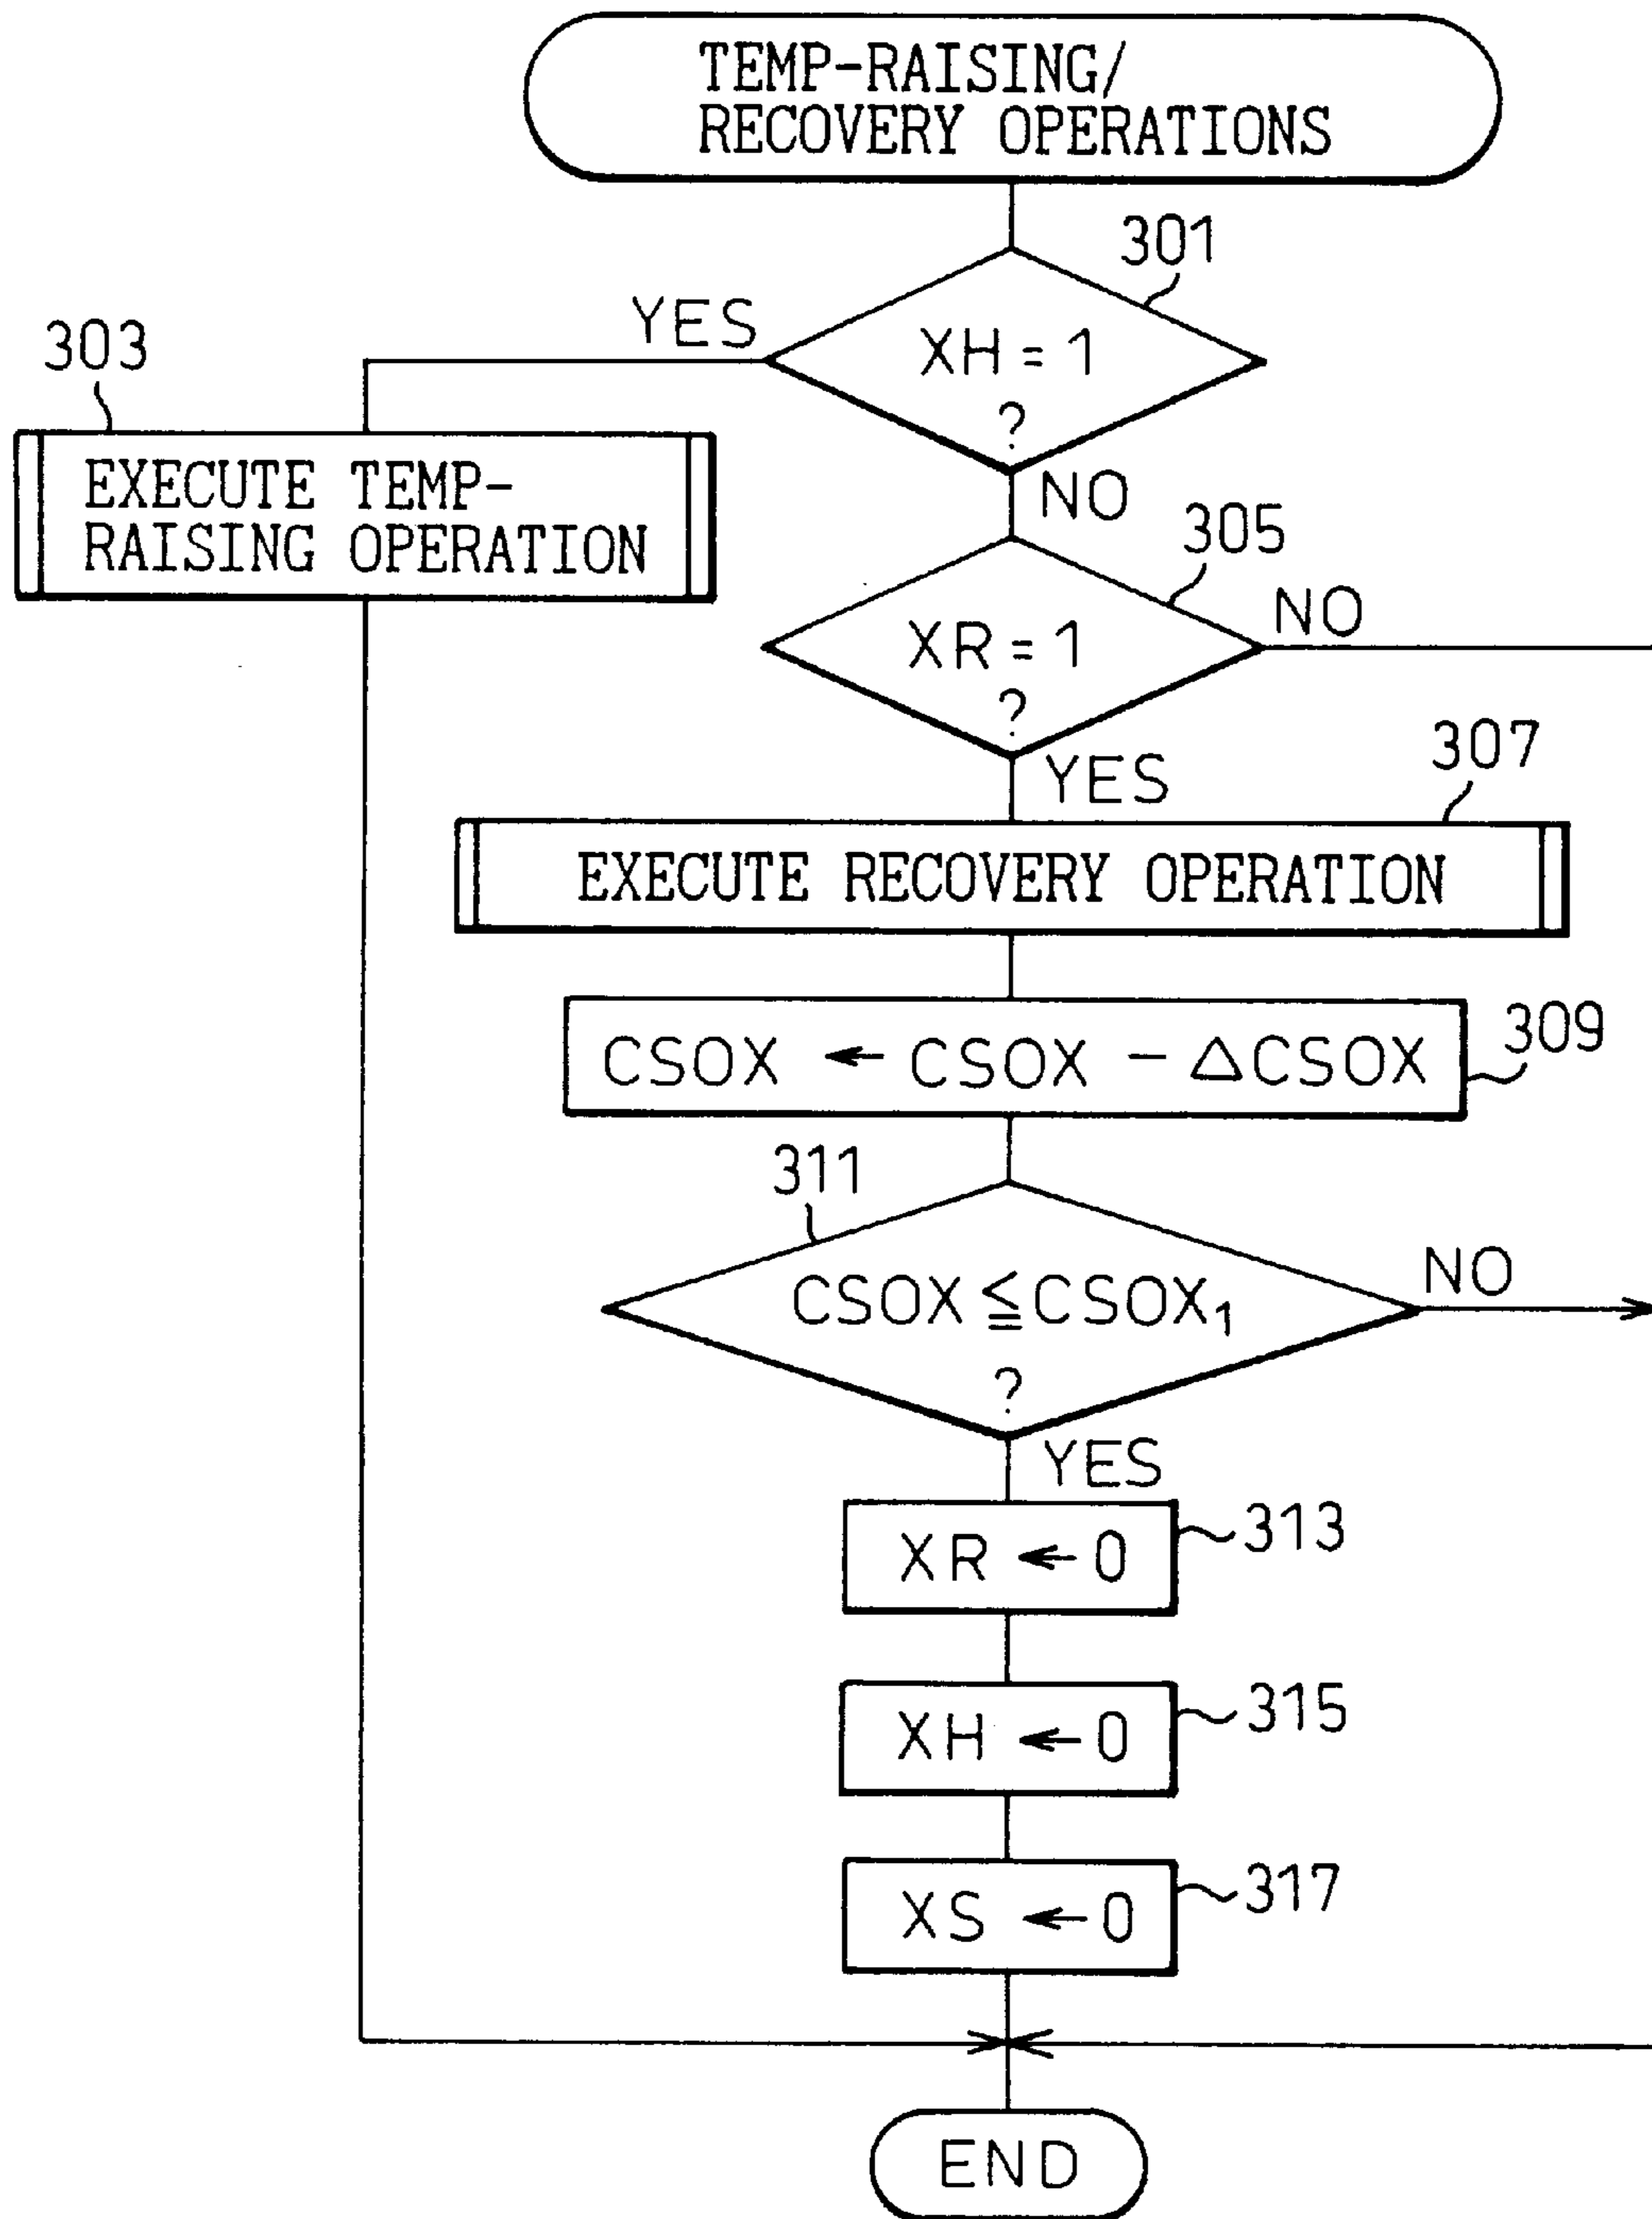 TEMP-RAISING/
RECOVERY OPERATIONS
301
YES
XH = 1
?
303
EXECUTE TEMP-
RAISING OPERATION
NO
305
NO
XR = 1
?
YES
307
EXECUTE RECOVERY OPERATION
CSOX ← CSOX - △CSOX
309
311
NO
CSOX ≦ CSOX₁
?
YES
XR ← 0
313
XH ← 0
315
XS ← 0
317
END